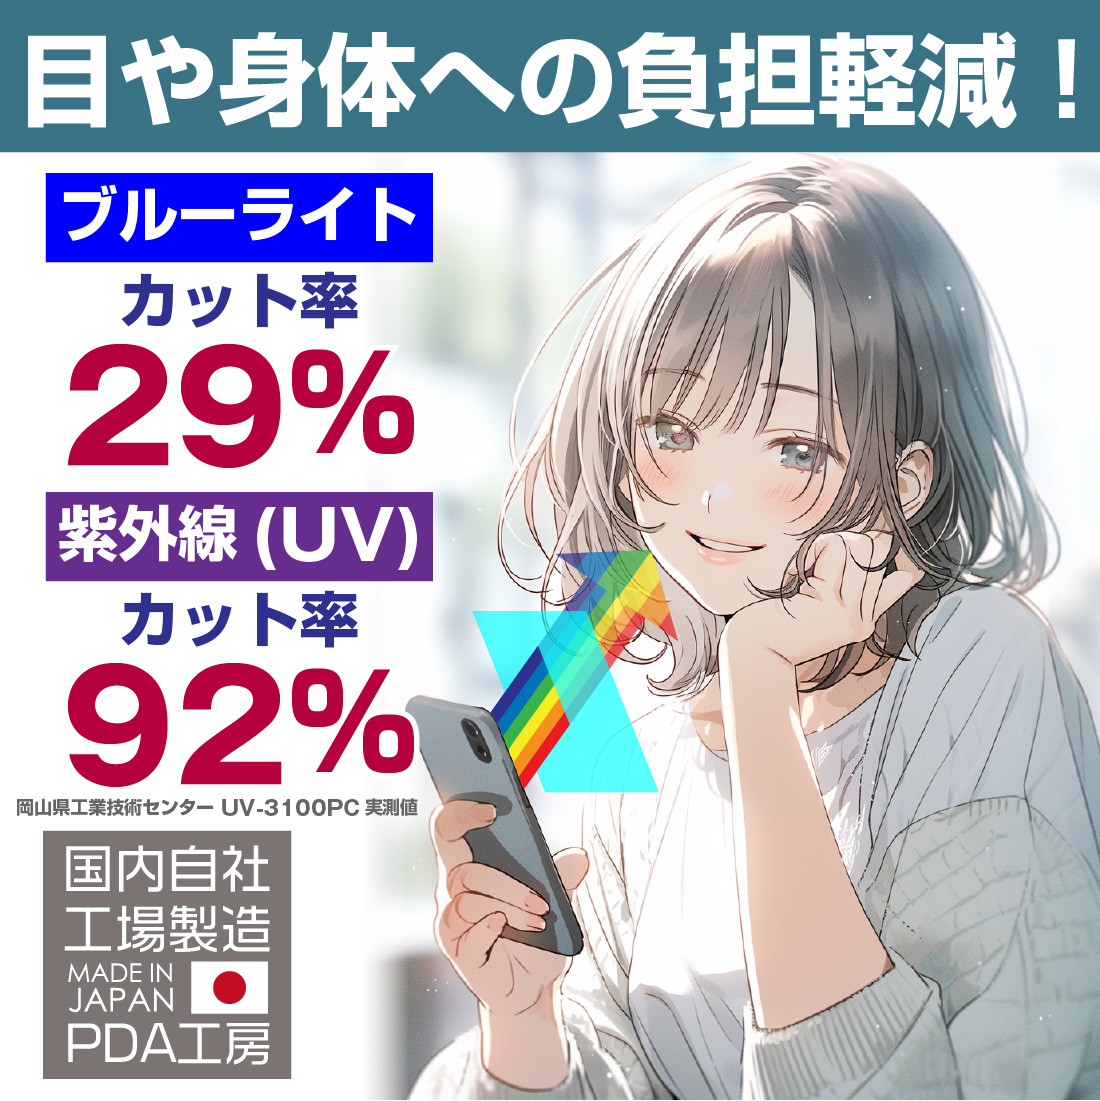 目や身体への負担軽減！
ブルーライト
カット率
29%
紫外線(UV)
カット率
92%
岡山県工業技術センター UV-3100PC 実測値
国内自社
工場製造
MADE IN
JAPAN
PDA工房